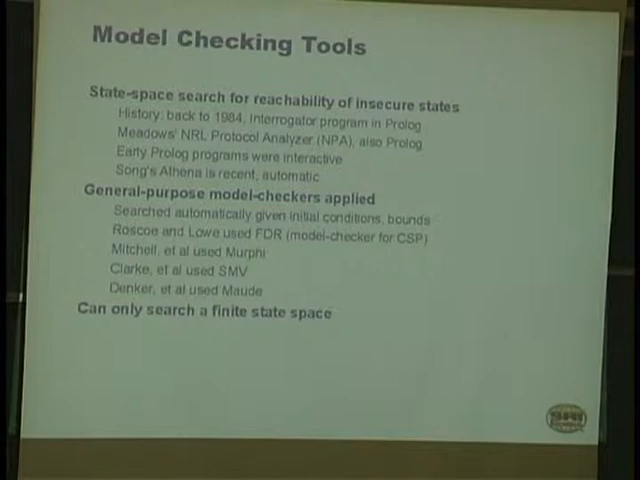 Model Checking Tools
State-space search for reachability of insecure states
History: back to 1984, Interrogator program in Prolog
Meadows' NRL Protocol Analyzer (NPA), also Prolog
Early Prolog programs were interactive
Song's Athena is recent, automatic
General-purpose model-checkers applied
Searched automatically given initial conditions, bounds
Roscoe and Lowe used FDR (model-checker for CSP)
Mitchell, et al used Murphi
Clarke, et al used SMV
Denker, et al used Maude
Can only search a finite state space
SRI